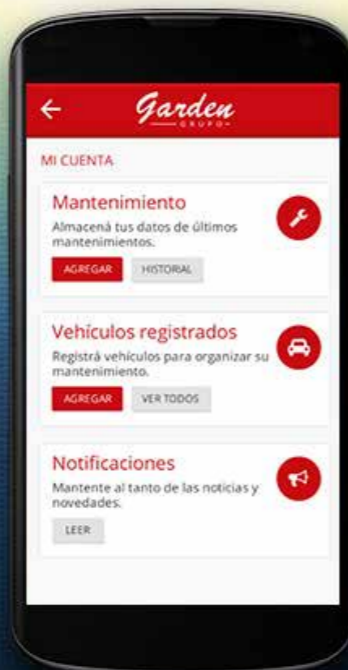 Garden
GRUPO
MI CUENTA
Mantenimiento
Almacená tus datos de últimos
mantenimientos.
AGREGAR HISTORIAL
Vehículos registrados
Registrá vehículos para organizar su
mantenimiento.
AGREGAR VER TODOS
Notificaciones
Mantente al tanto de las noticias y
novedades.
LEER